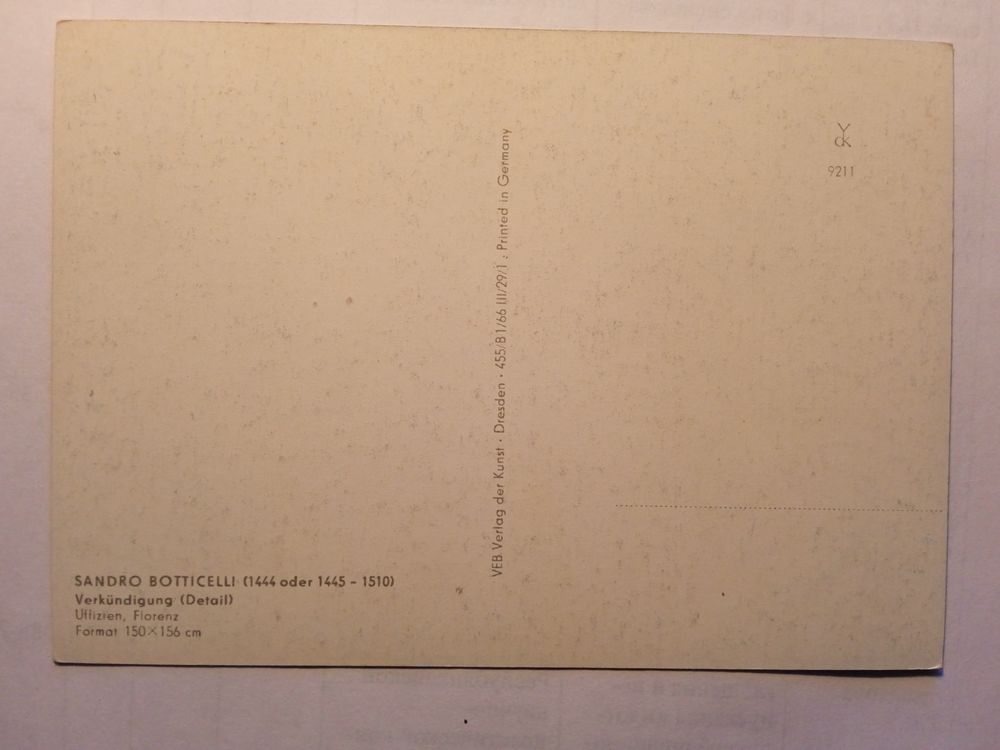 SANDRO BOTTICELLI (1444 oder 1445 - 1510)
Verkündigung (Detail)
Uffizien, Florenz
Format 150×156 cm
VEB Verlag der Kunst · Dresden · 455/B1/66 III/29/1 : Printed in Germany
9211